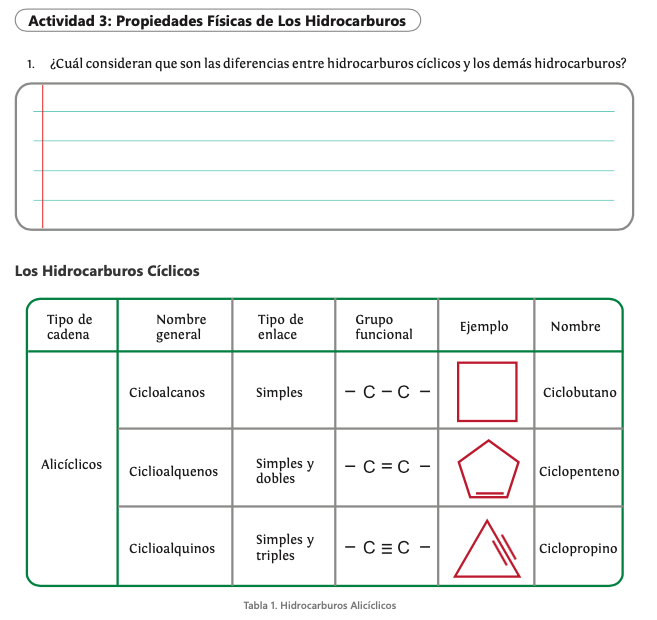 Actividad 3: Propiedades Físicas de Los Hidrocarburos
1. ¿Cuál consideran que son las diferencias entre hidrocarburos cíclicos y los demás hidrocarburos?
Los Hidrocarburos Cíclicos
Tipo de cadena
Nombre general
Tipo de enlace
Grupo funcional
Ejemplo
Nombre
Alicíclicos
Cicloalcanos
Simples
– C – C –
Ciclobutano
Ciclioalquenos
Simples y dobles
– C = C –
Ciclopenteno
Ciclioalquinos
Simples y triples
– C ≡ C –
Ciclopropino
Tabla 1. Hidrocarburos Alicíclicos